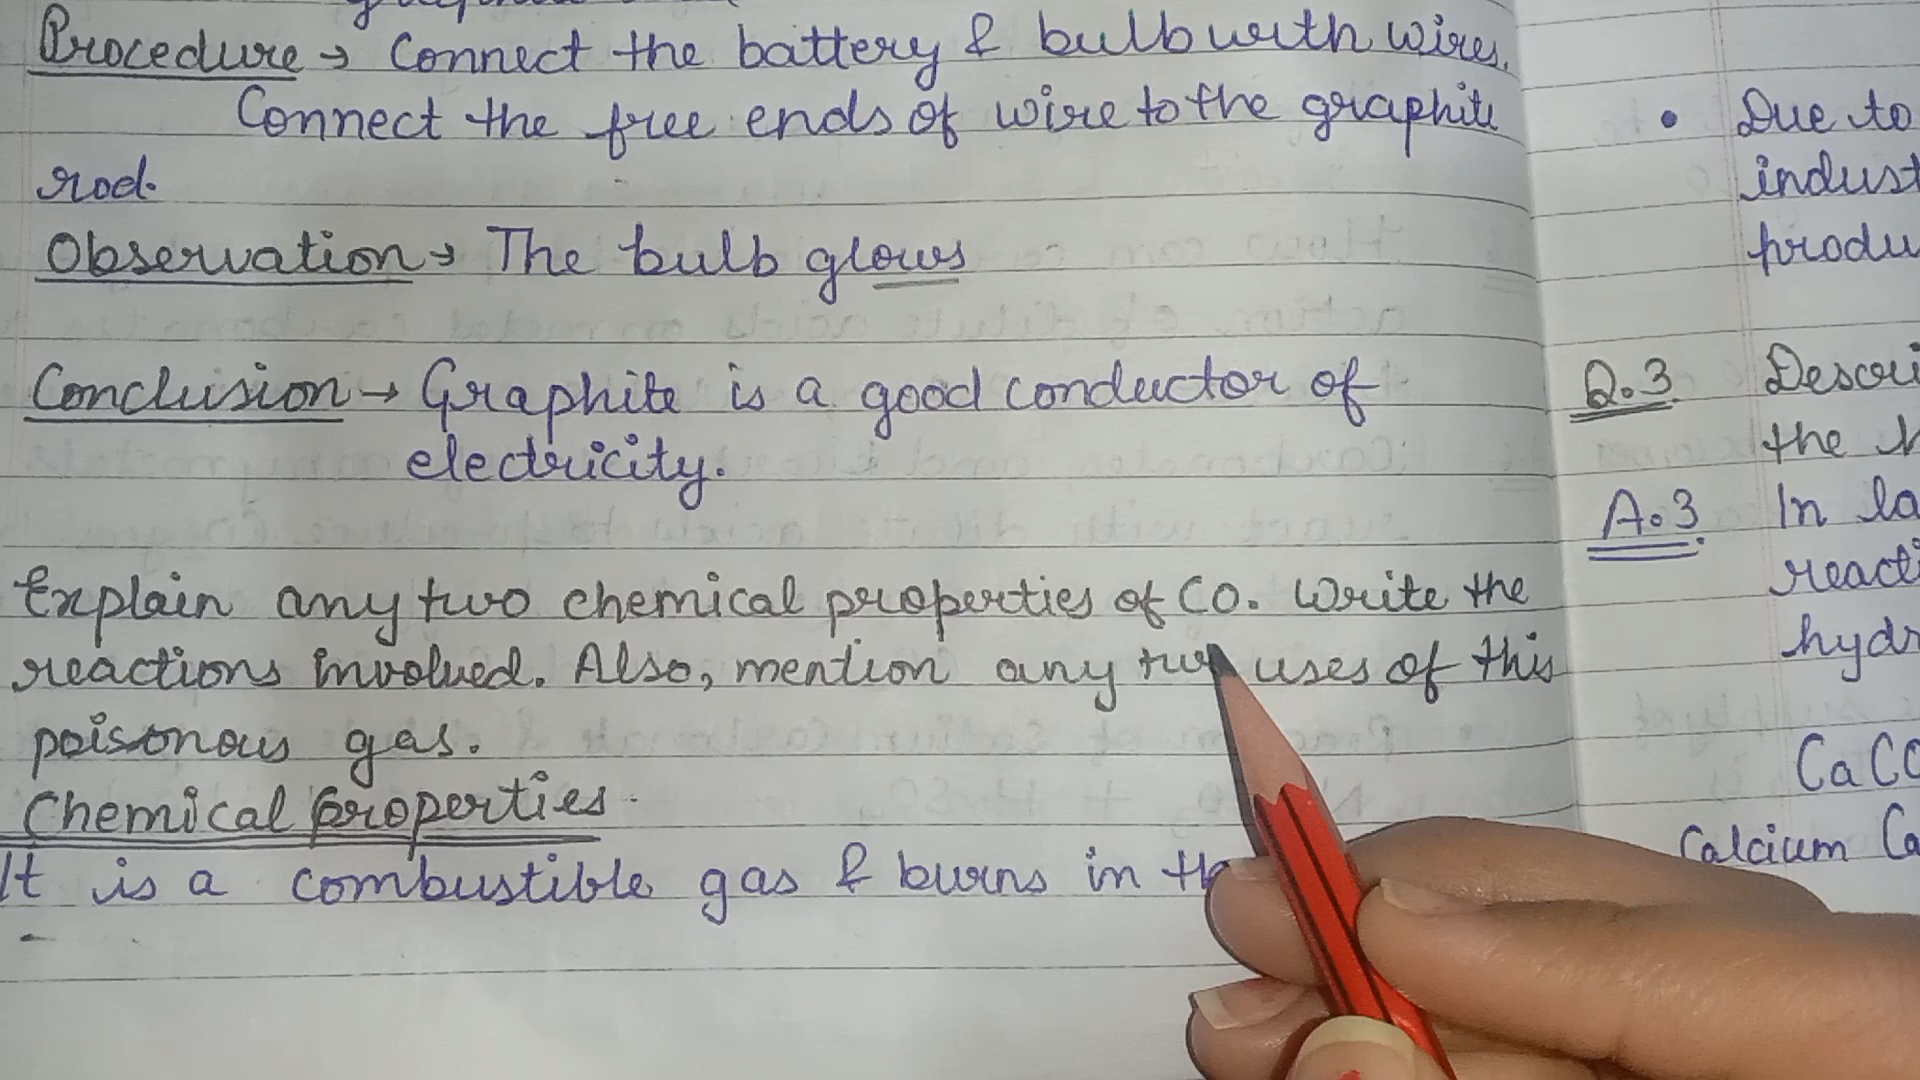 Procedure → Connect the battery & bulb with wires.
Connect the free ends of wire to the graphite
rod.
Observation → The bulb glows
Conclusion → Graphite is a good conductor of
electricity.
Explain any two chemical properties of CO. Write the
reactions involved. Also, mention any two uses of this
poisonous gas.
Chemical Properties
It is a combustible gas & burns in
• Due to
indust
produ
Q.3 Descri
the
A.3 In la
reacti
hydr
CaCO
Calcium Ca